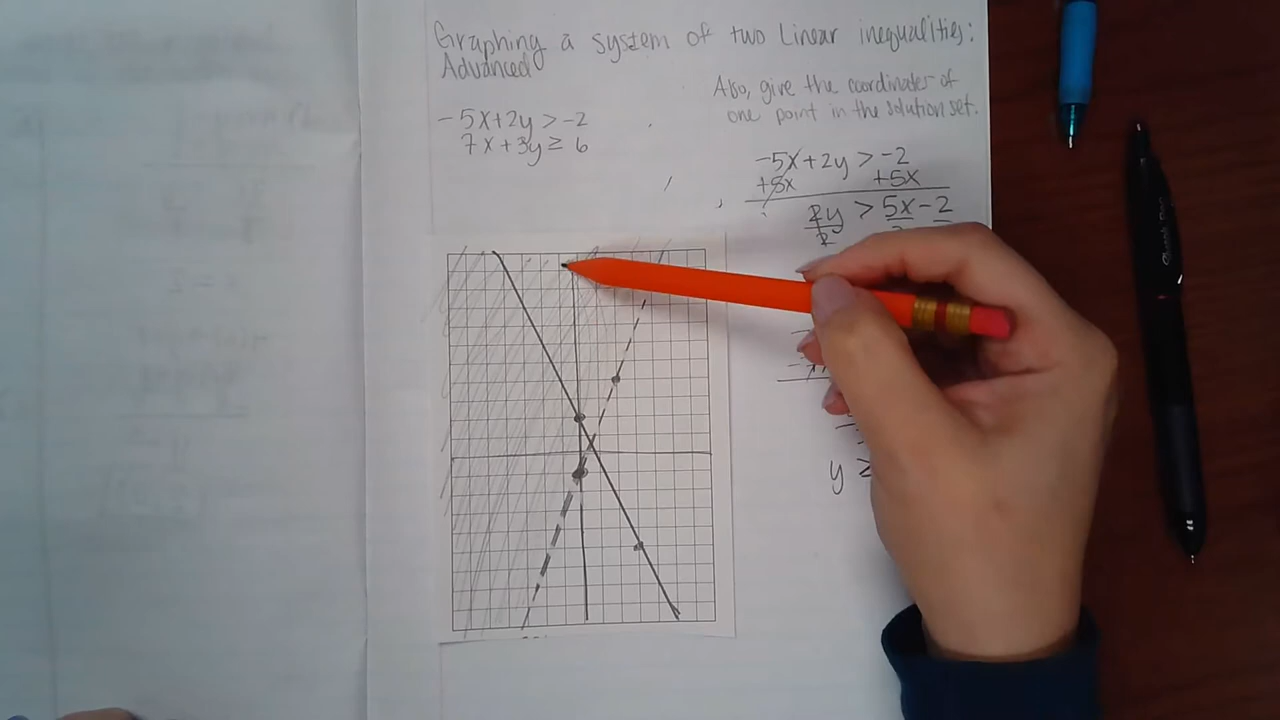 Graphing a system of two Linear inequalities:
Advanced
Also, give the coordinates of
one point in the solution set.
-5x+2y > -2
7x+3y ≥ 6
-5x+2y > -2
+5x +5x
2y > 5x-2
2
y ≥